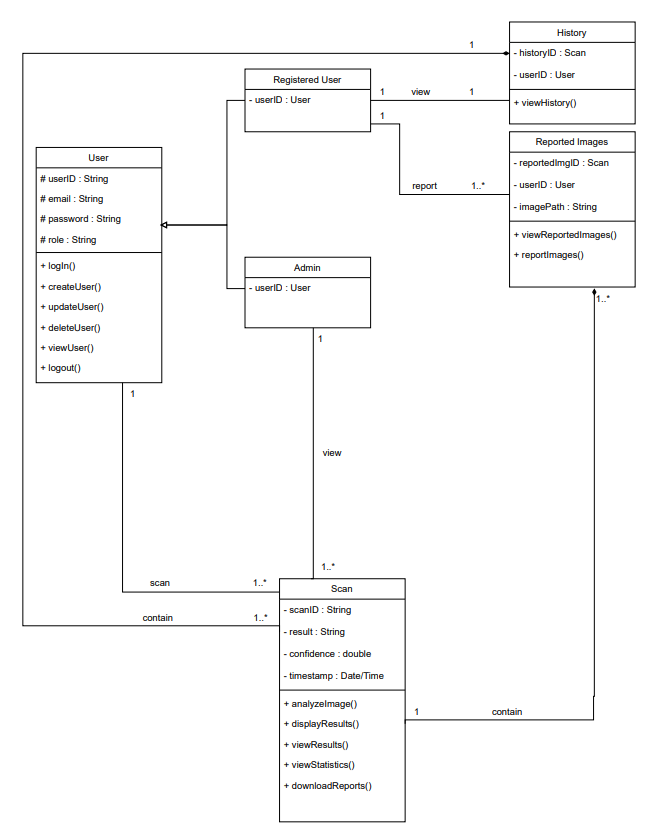 History
- historyID : Scan
- userID : User
+ viewHistory()
1
Registered User
- userID : User
1
view
1
1
report
1..*
Reported Images
- reportedImgID : Scan
- userID : User
- imagePath : String
+ viewReportedImages()
+ reportImages()
1..*
User
# userID : String
# email : String
# password : String
# role : String
+ logIn()
+ createUser()
+ updateUser()
+ deleteUser()
+ viewUser()
+ logout()
1
Admin
- userID : User
1
view
1..*
scan
1..*
contain
1..*
Scan
- scanID : String
- result : String
- confidence : double
- timestamp : Date/Time
+ analyzeImage()
+ displayResults()
+ viewResults()
+ viewStatistics()
+ downloadReports()
1
contain